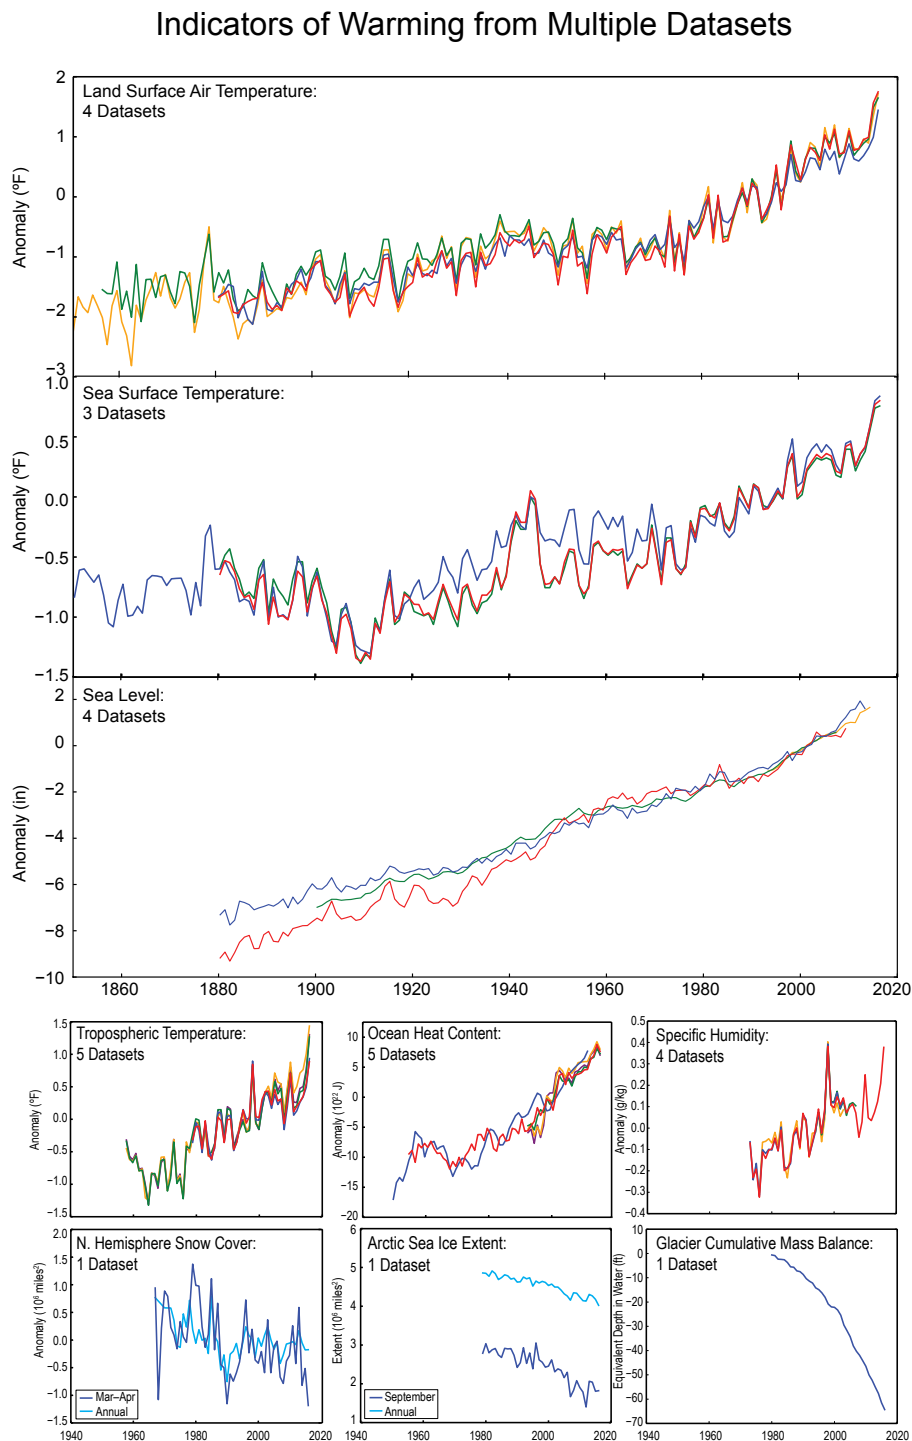 Indicators of Warming from Multiple Datasets
2
1
0
−1
−2
−3
Anomaly (ºF)
Land Surface Air Temperature:
4 Datasets
1.0
0.5
0.0
−0.5
−1.0
−1.5
Anomaly (ºF)
Sea Surface Temperature:
3 Datasets
2
0
−2
−4
−6
−8
−10
Anomaly (in)
Sea Level:
4 Datasets
1860 1880 1900 1920 1940 1960 1980 2000 2020
1.5
1.0
0.5
0.0
−0.5
−1.0
−1.5
Anomaly (ºF)
Tropospheric Temperature:
5 Datasets
10
5
0
−5
−10
−15
−20
Anomaly (10²² J)
Ocean Heat Content:
5 Datasets
0.5
0.4
0.3
0.2
0.1
0.0
−0.1
−0.2
−0.3
−0.4
Anomaly (g/kg)
Specific Humidity:
4 Datasets
2.0
1.5
1.0
0.5
0.0
−0.5
−1.0
−1.5
Anomaly (10⁶ miles²)
N. Hemisphere Snow Cover:
1 Dataset
Mar–Apr
Annual
1940 1960 1980 2000 2020
6
5
4
3
2
1
Extent (10⁶ miles²)
Arctic Sea Ice Extent:
1 Dataset
September
Annual
1940 1960 1980 2000 2020
10
0
−10
−20
−30
−40
−50
−60
−70
Equivalent Depth in Water (ft)
Glacier Cumulative Mass Balance:
1 Dataset
1940 1960 1980 2000 2020